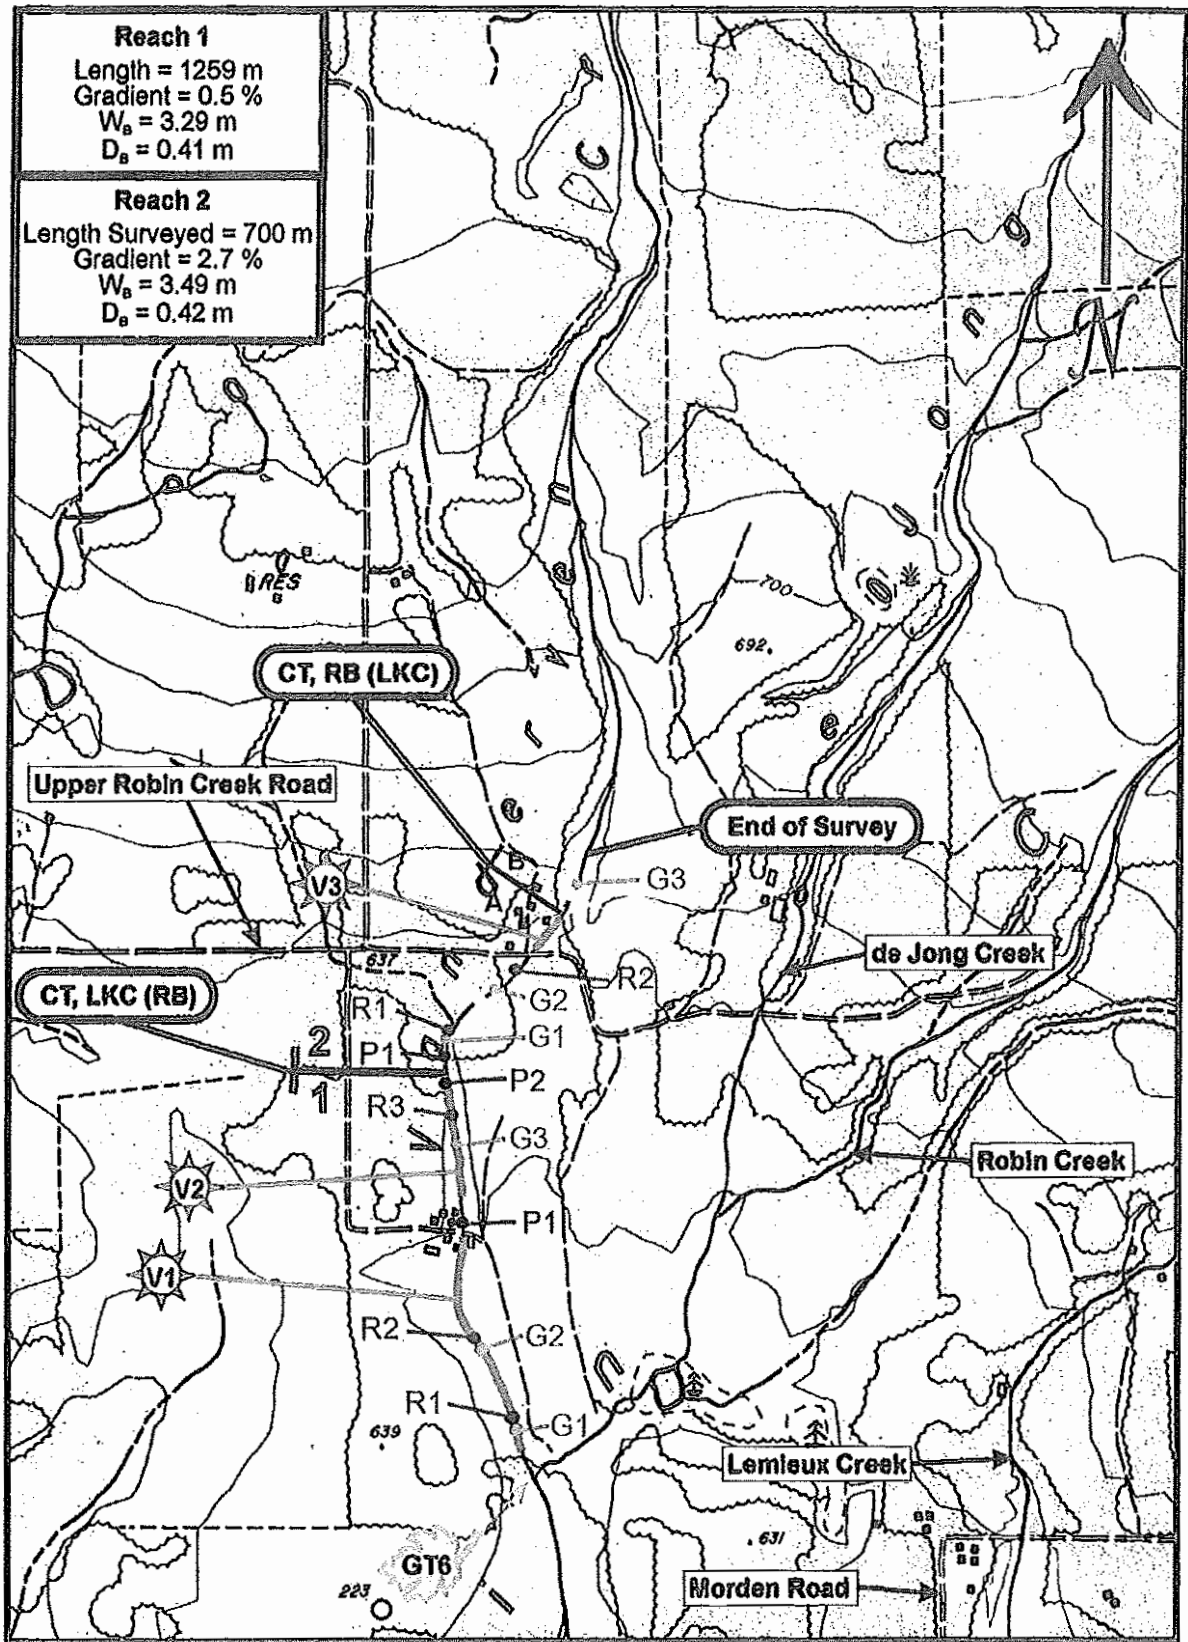 Reach 1
Length = 1259 m
Gradient = 0.5 %
W_B = 3.29 m
D_B = 0.41 m
Reach 2
Length Surveyed = 700 m
Gradient = 2.7 %
W_B = 3.49 m
D_B = 0.42 m
N
RES
700
692
CT, RB (LKC)
Upper Robin Creek Road
End of Survey
V3
B
A
G3
637
de Jong Creek
CT, LKC (RB)
R2
G2
R1
G1
2
P1
1
P2
R3
G3
Robin Creek
V2
P1
V1
R2
G2
R1
G1
639
Lemieux Creek
631
GT6
223
Morden Road